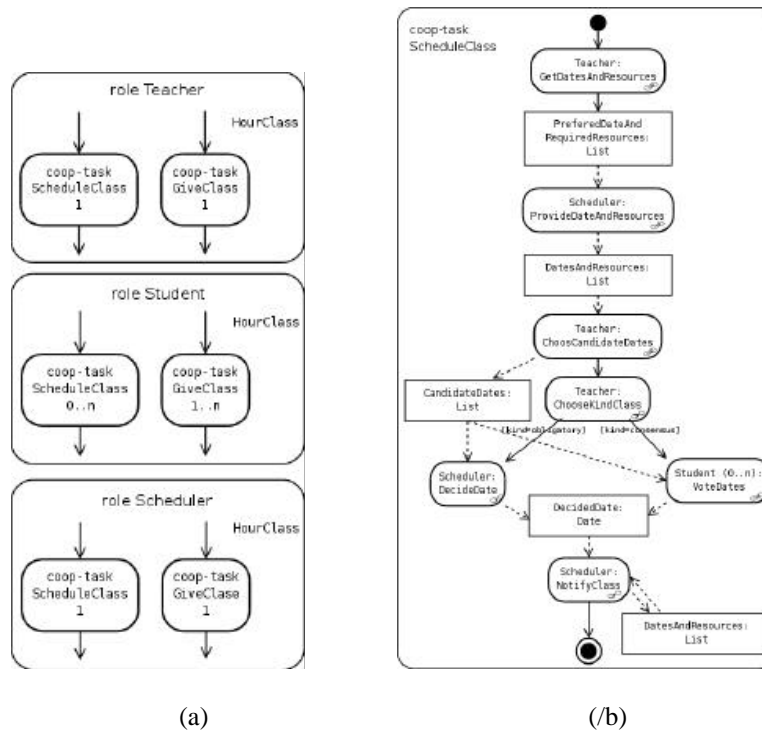 role Teacher
HourClass
coop-task
ScheduleClass
1
coop-task
GiveClass
1
role Student
HourClass
coop-task
ScheduleClass
0..n
coop-task
GiveClass
1..n
role Scheduler
HourClass
coop-task
ScheduleClass
1
coop-task
GiveClase
1
(a)
coop-task
ScheduleClass
Teacher:
GetDatesAndResources
PreferedDateAnd
RequiredResources:
List
Scheduler:
ProvideDateAndResources
DatesAndResources:
List
Teacher:
ChoosCandidateDates
CandidateDates:
List
Teacher:
ChooseKindClass
[kind=obligatory]
[kind=consensus]
Scheduler:
DecideDate
Student (0..n):
VoteDates
DecidedDate:
Date
Scheduler:
NotifyClass
DatesAndResources:
List
(/b)